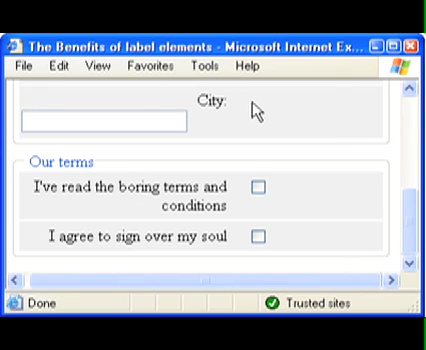 The Benefits of label elements - Microsoft Internet Ex...
File Edit View Favorites Tools Help
City:
Our terms
I've read the boring terms and
conditions
I agree to sign over my soul
Done Trusted sites